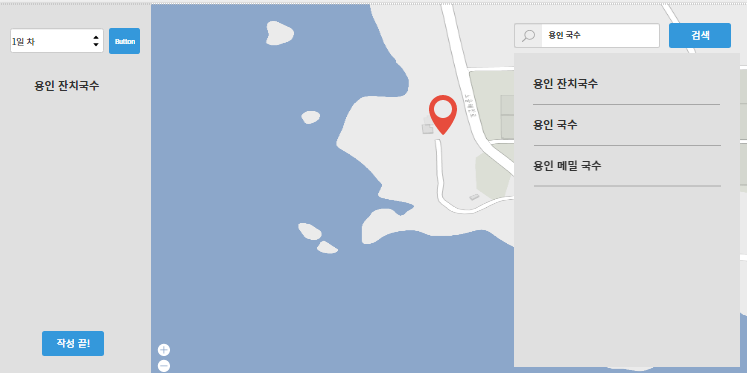 1일 차
Button
용인 잔치국수
작성 끝!
용인 국수
검색
용인 잔치국수
용인 국수
용인 메밀 국수